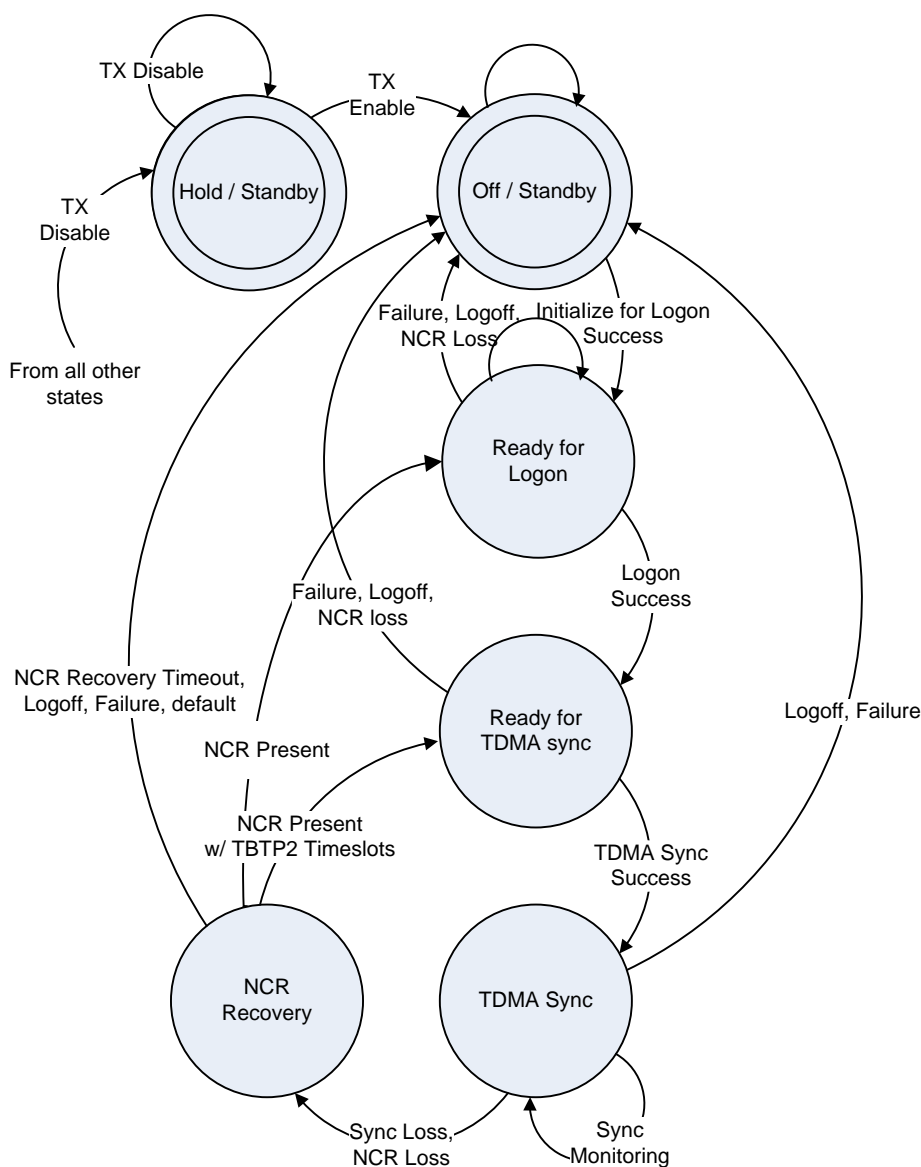 TX Disable
TX
Enable
Hold / Standby
Off / Standby
TX
Disable
From all other
states
Failure, Logoff,
NCR Loss
Initialize for Logon
Success
Ready for
Logon
Logon
Success
Failure, Logoff,
NCR loss
NCR Recovery Timeout,
Logoff, Failure, default
Ready for
TDMA sync
Logoff, Failure
NCR Present
NCR Present
w/ TBTP2 Timeslots
TDMA Sync
Success
NCR
Recovery
TDMA Sync
Sync Loss,
NCR Loss
Sync
Monitoring